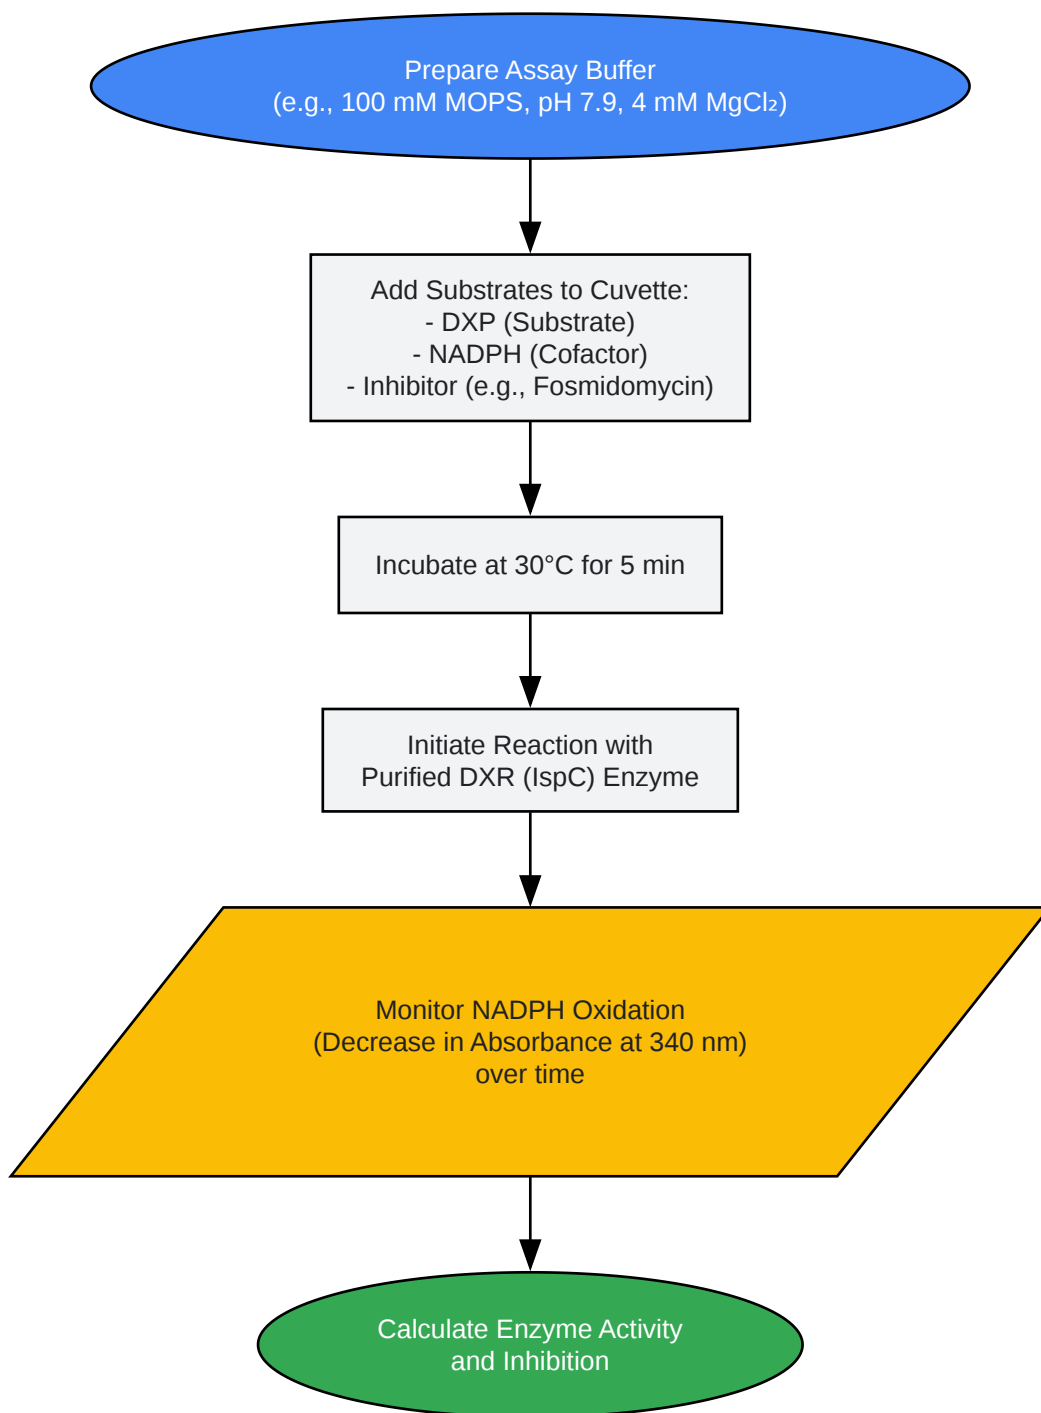 Prepare Assay Buffer
(e.g., 100 mM MOPS, pH 7.9, 4 mM MgCl₂)
Add Substrates to Cuvette:
- DXP (Substrate)
- NADPH (Cofactor)
- Inhibitor (e.g., Fosmidomycin)
Incubate at 30°C for 5 min
Initiate Reaction with
Purified DXR (IspC) Enzyme
Monitor NADPH Oxidation
(Decrease in Absorbance at 340 nm)
over time
Calculate Enzyme Activity
and Inhibition